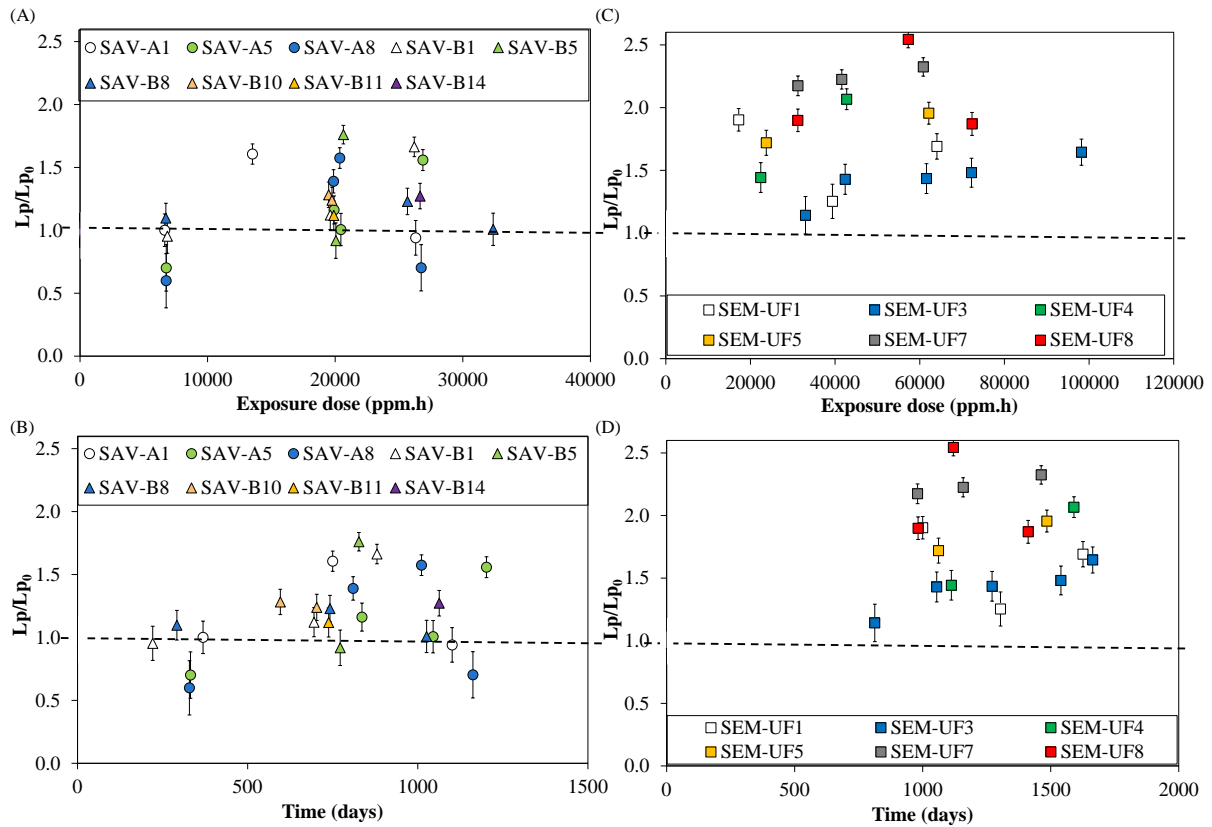 (A)
SAV-A1 SAV-A5 SAV-A8 SAV-B1 SAV-B5
SAV-B8 SAV-B10 SAV-B11 SAV-B14
2.5
2.0
1.5
1.0
0.5
0.0
Lp/Lp0
0 10000 20000 30000 40000
Exposure dose (ppm.h)
(C)
2.5
2.0
1.5
1.0
0.5
0.0
Lp/Lp0
SEM-UF1 SEM-UF3 SEM-UF4
SEM-UF5 SEM-UF7 SEM-UF8
0 20000 40000 60000 80000 100000 120000
Exposure dose (ppm.h)
(B)
SAV-A1 SAV-A5 SAV-A8 SAV-B1 SAV-B5
SAV-B8 SAV-B10 SAV-B11 SAV-B14
2.5
2.0
1.5
1.0
0.5
0.0
Lp/Lp0
0 500 1000 1500
Time (days)
(D)
2.5
2.0
1.5
1.0
0.5
0.0
Lp/Lp0
SEM-UF1 SEM-UF3 SEM-UF4
SEM-UF5 SEM-UF7 SEM-UF8
0 500 1000 1500 2000
Time (days)